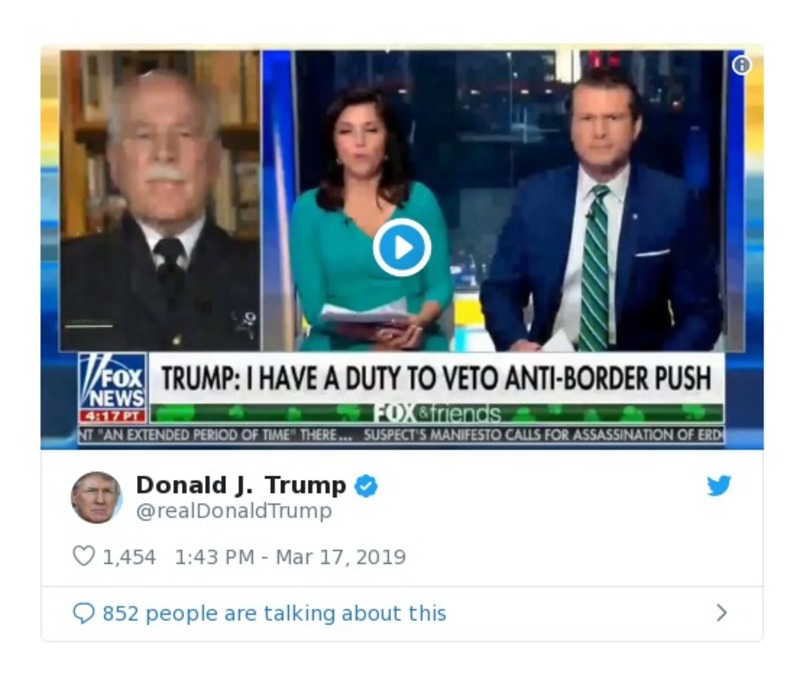 TRUMP: I HAVE A DUTY TO VETO ANTI-BORDER PUSH
FOX
NEWS
4:17 PT
FOX & friends
NT "AN EXTENDED PERIOD OF TIME" THERE... SUSPECT'S MANIFESTO CALLS FOR ASSASSINATION OF ERD
Donald J. Trump
@realDonaldTrump
1,454 1:43 PM - Mar 17, 2019
852 people are talking about this